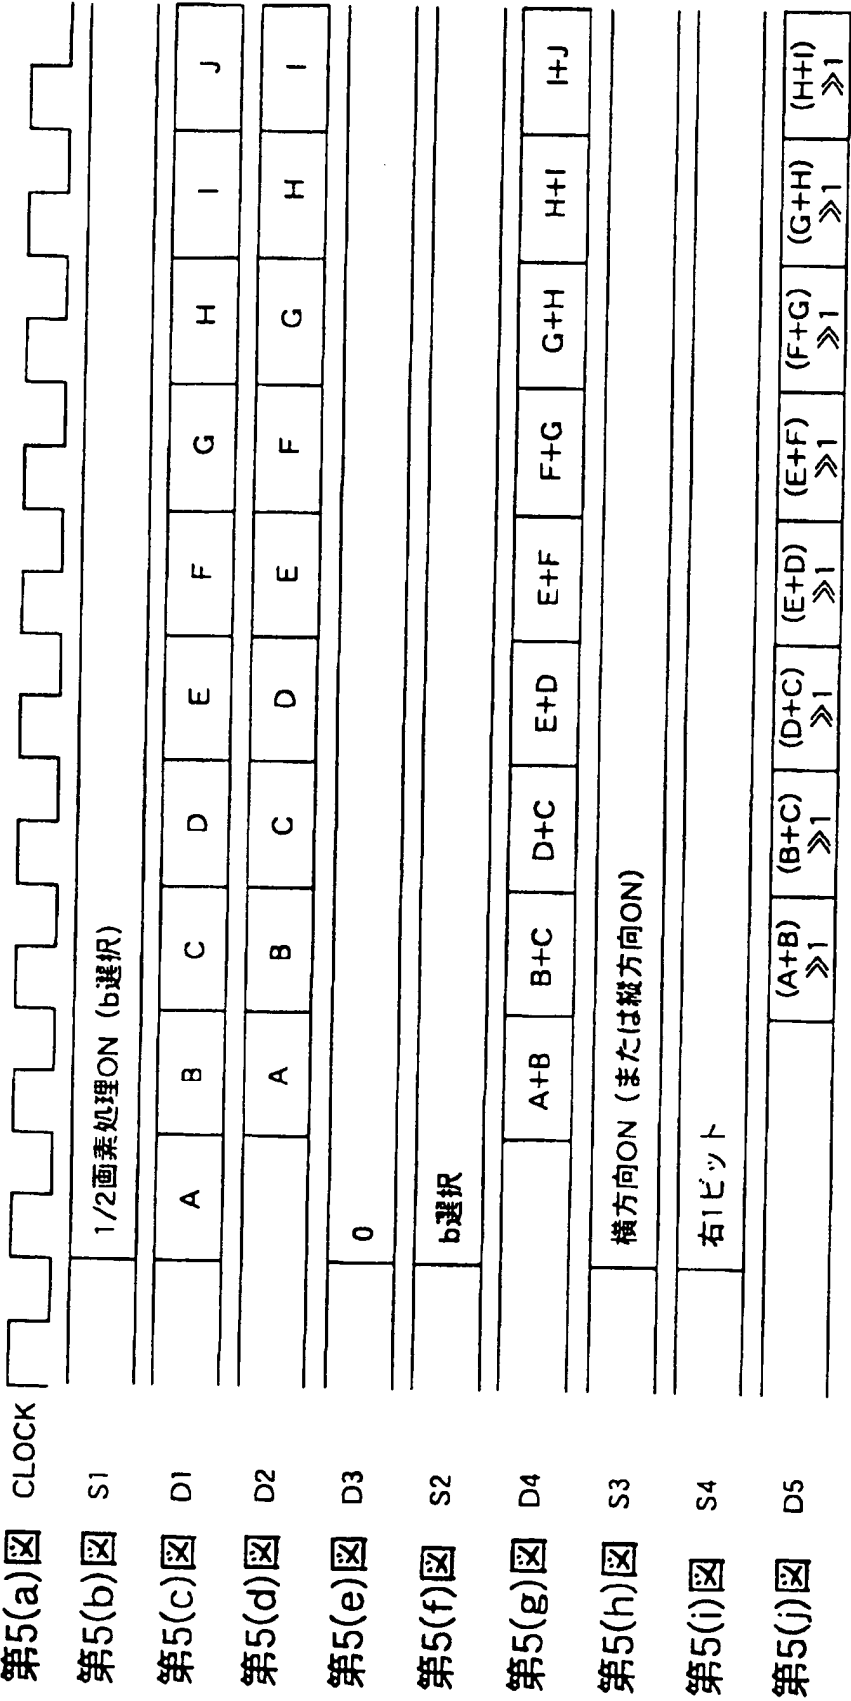 第5(a)図 CLOCK
第5(b)図 S1 1/2画素処理ON (b選択)
第5(c)図 D1 A B C D E F G H I J
第5(d)図 D2 A B C D E F G H I
第5(e)図 D3 0
第5(f)図 S2 b選択
第5(g)図 D4 A+B B+C D+C E+D E+F F+G G+H H+I I+J
第5(h)図 S3 横方向ON (または縦方向ON)
第5(i)図 S4 右1ビット
第5(j)図 D5 (A+B) (B+C) (D+C) (E+D) (E+F) (F+G) (G+H) (H+I)
≫1 ≫1 ≫1 ≫1 ≫1 ≫1 ≫1 ≫1